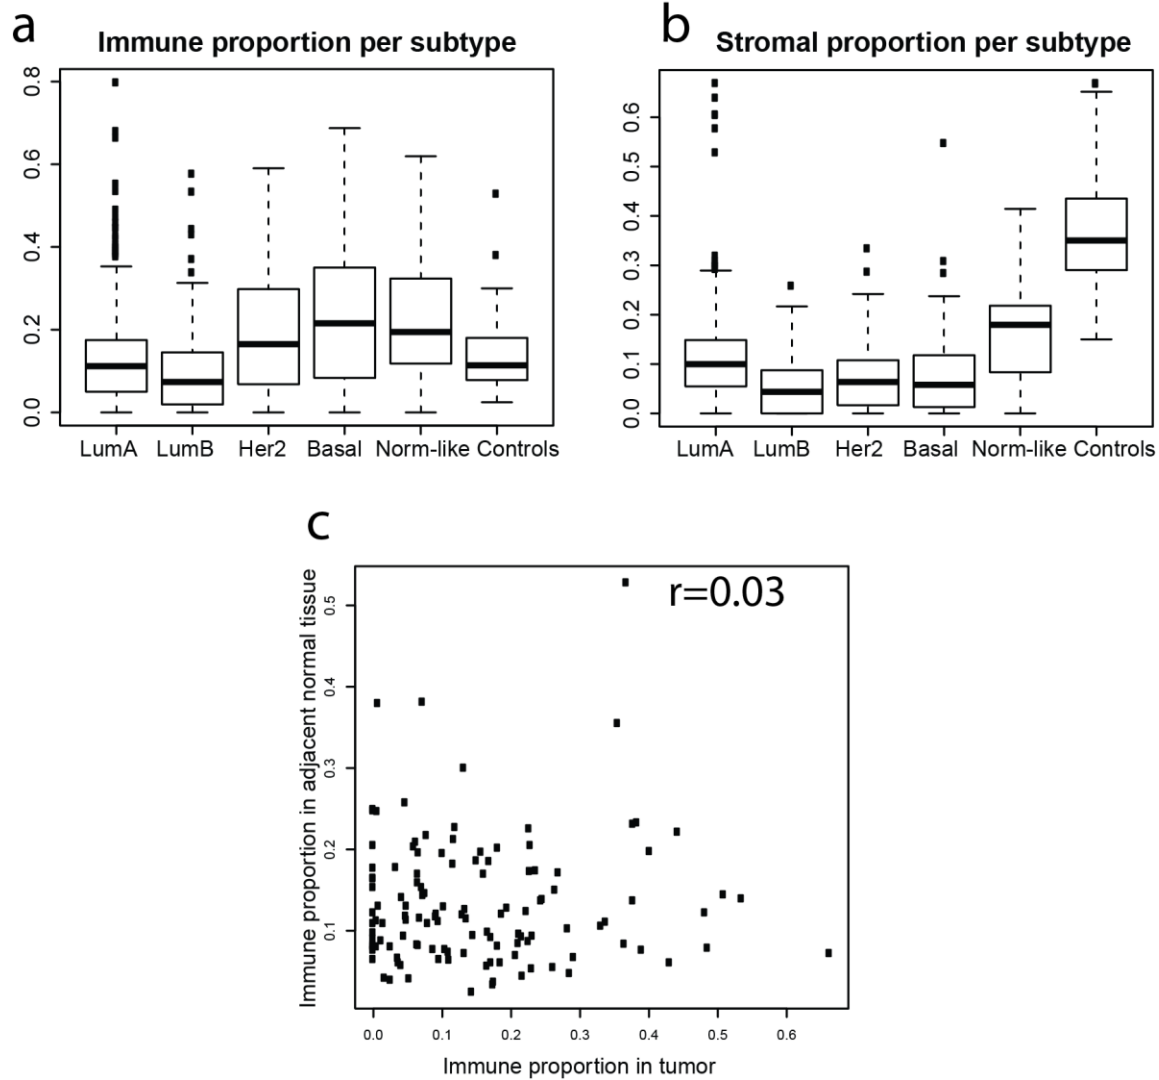 a
Immune proportion per subtype
0.8
0.6
0.4
0.2
0.0
LumA LumB Her2 Basal Norm-like Controls
b
Stromal proportion per subtype
0.6
0.5
0.4
0.3
0.2
0.1
0.0
LumA LumB Her2 Basal Norm-like Controls
c
r=0.03
Immune proportion in adjacent normal tissue
0.5
0.4
0.3
0.2
0.1
0.0 0.1 0.2 0.3 0.4 0.5 0.6
Immune proportion in tumor